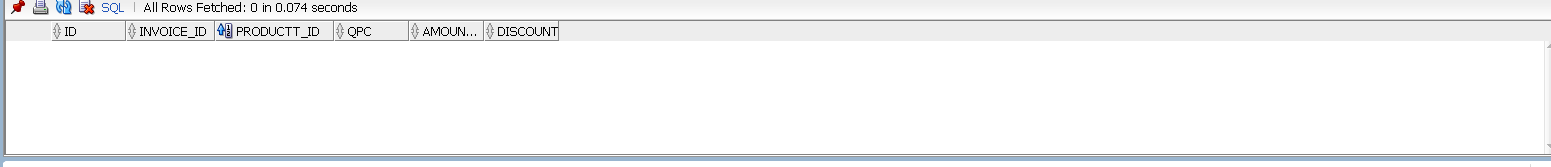 SQL | All Rows Fetched: 0 in 0.074 seconds
ID INVOICE_ID PRODUCTT_ID QPC AMOUN... DISCOUNT